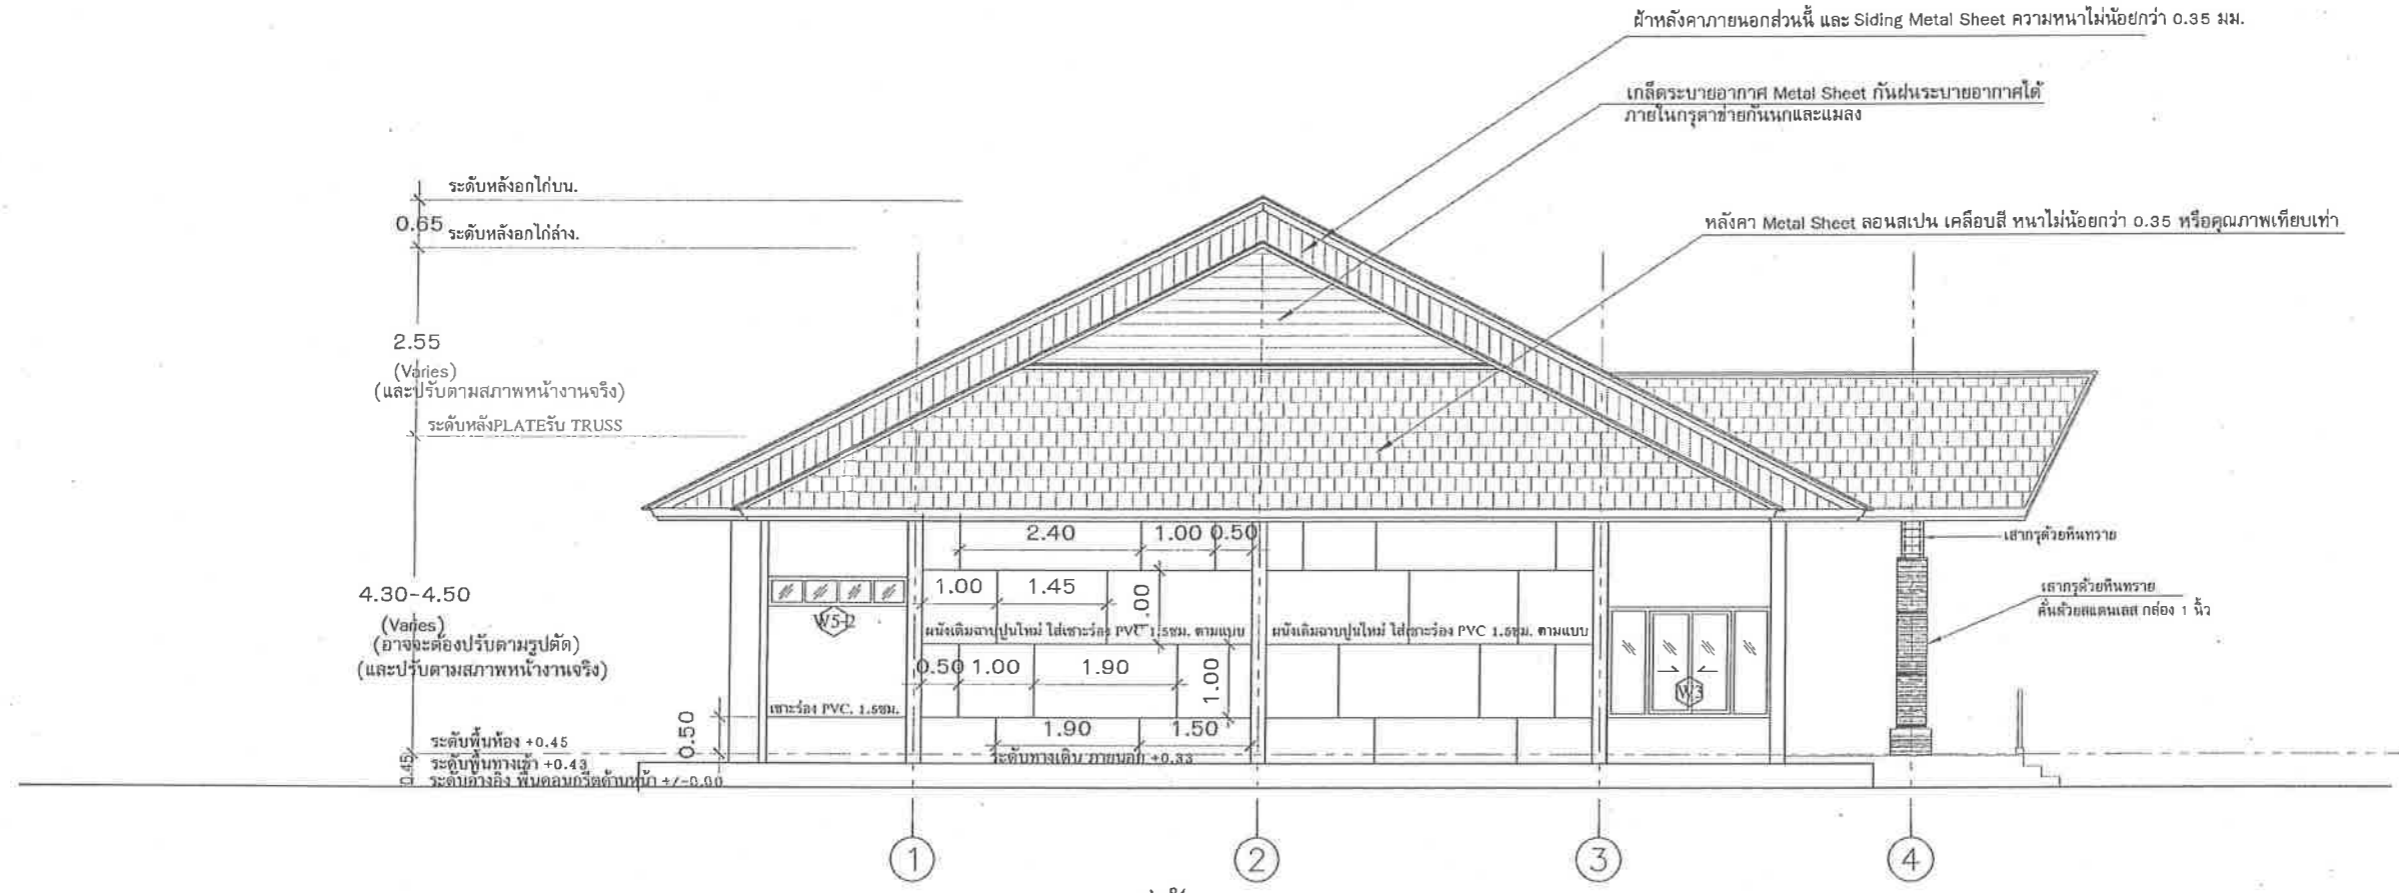 ฝ้าหลังคาภายนอกส่วนนี้ และ Siding Metal Sheet ความหนาไม่น้อยกว่า 0.35 มม.
เกล็ดระบายอากาศ Metal Sheet กันฝนระบายอากาศได้
ภายในกรุตาข่ายกันนกและแมลง
ระดับหลังอกไก่บน.
0.65
ระดับหลังอกไก่ล่าง.
หลังคา Metal Sheet ลอนสเปน เคลือบสี หนาไม่น้อยกว่า 0.35 หรือคุณภาพเทียบเท่า
2.55
(Varies)
(และปรับตามสภาพหน้างานจริง)
ระดับหลังPLATEรับ TRUSS
2.40 1.00 0.50
เสากรุด้วยหินทราย
1.00 1.45 1.00
เสากรุด้วยหินทราย
คั่นด้วยสแตนเลส กล่อง 1 นิ้ว
4.30-4.50
(Varies)
(อาจจะต้องปรับตามรูปตัด)
(และปรับตามสภาพหน้างานจริง)
W5-2
ผนังเดิมฉาบปูนใหม่ ใส่เซาะร่อง PVC 1.5ซม. ตามแบบ
ผนังเดิมฉาบปูนใหม่ ใส่เซาะร่อง PVC 1.5ซม. ตามแบบ
0.50 1.00 1.90 1.00
W3
เซาะร่อง PVC. 1.5ซม.
0.50
1.90 1.50
ระดับพื้นห้อง +0.45
ระดับทางเดิน ภายนอก +0.33
0.45
ระดับพื้นทางเข้า +0.43
ระดับอ้างอิง พื้นคอนกรีตด้านหน้า +/-0.00
1 2 3 4